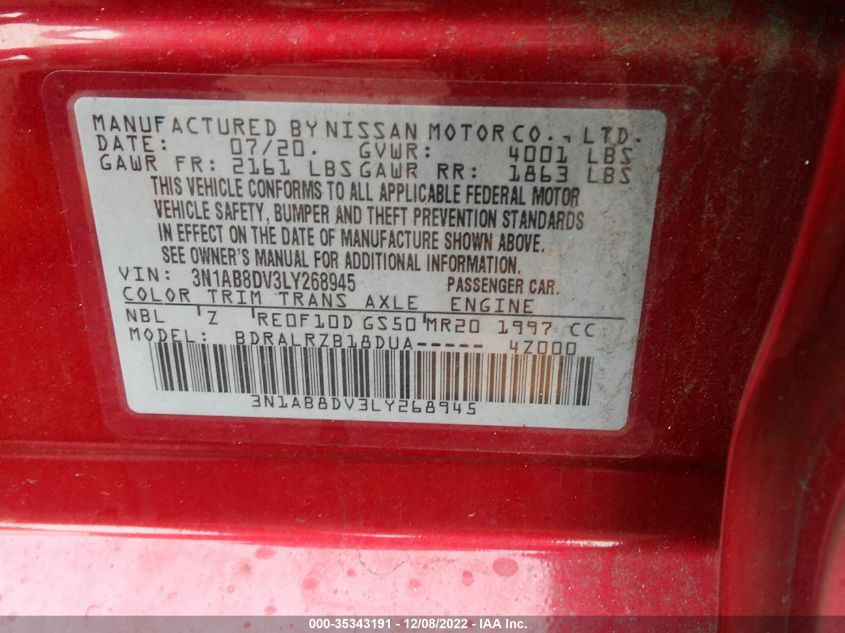 MANUFACTURED BY NISSAN MOTOR CO., LTD.
DATE: 07/20. GVWR: 4001 LBS
GAWR FR: 2161 LBS GAWR RR: 1863 LBS
THIS VEHICLE CONFORMS TO ALL APPLICABLE FEDERAL MOTOR
VEHICLE SAFETY, BUMPER AND THEFT PREVENTION STANDARDS
IN EFFECT ON THE DATE OF MANUFACTURE SHOWN ABOVE.
SEE OWNER'S MANUAL FOR ADDITIONAL INFORMATION.
VIN: 3N1AB8DV3LY268945 PASSENGER CAR.
COLOR TRIM TRANS AXLE ENGINE
NBL Z RE0F10D GS50 MR20 1997 CC
MODEL: BDRALRZB18DUA----- 4Z000
3N1AB8DV3LY268945
000-35343191 - 12/08/2022 - IAA Inc.